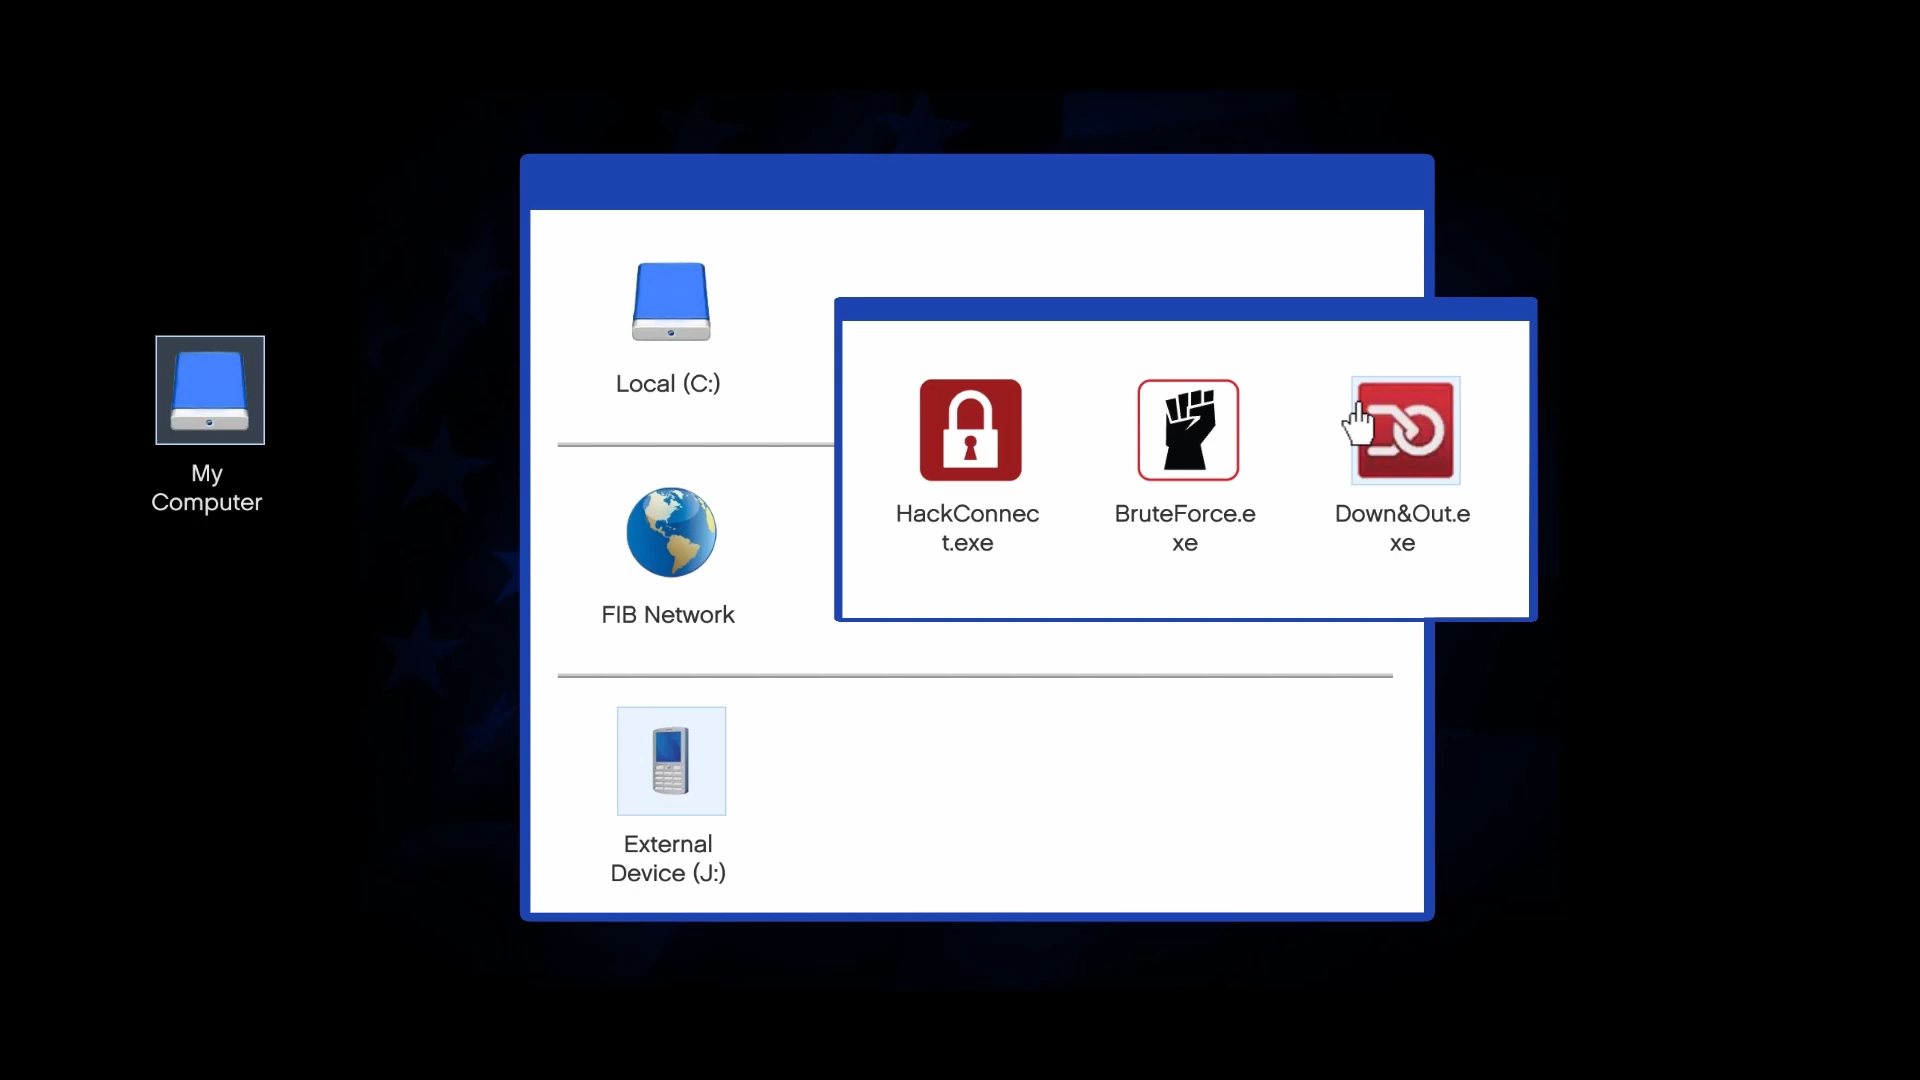 My
Computer
Local (C:)
FIB Network
External
Device (J:)
HackConnec
t.exe
BruteForce.e
xe
Down&Out.e
xe